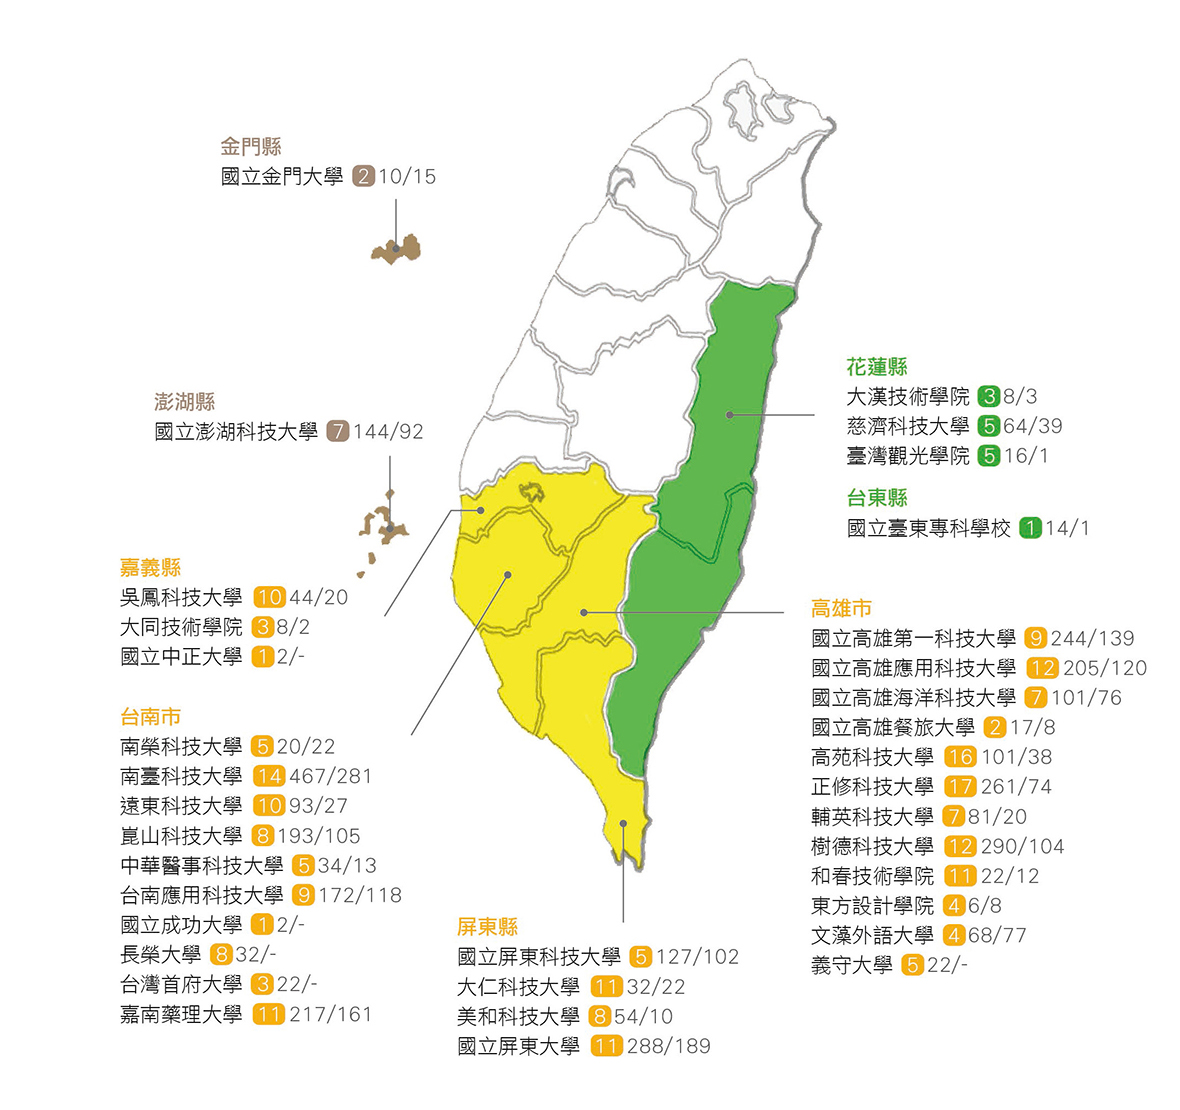 金門縣
國立金門大學 2 10/15
澎湖縣
國立澎湖科技大學 7 144/92
花蓮縣
大漢技術學院 3 8/3
慈濟科技大學 5 64/39
臺灣觀光學院 5 16/1
台東縣
國立臺東專科學校 1 14/1
嘉義縣
吳鳳科技大學 10 44/20
大同技術學院 3 8/2
國立中正大學 1 2/-
台南市
南榮科技大學 5 20/22
南臺科技大學 14 467/281
遠東科技大學 10 93/27
崑山科技大學 8 193/105
中華醫事科技大學 5 34/13
台南應用科技大學 9 172/118
國立成功大學 1 2/-
長榮大學 8 32/-
台灣首府大學 3 22/-
嘉南藥理大學 11 217/161
屏東縣
國立屏東科技大學 5 127/102
大仁科技大學 11 32/22
美和科技大學 8 54/10
國立屏東大學 11 288/189
高雄市
國立高雄第一科技大學 9 244/139
國立高雄應用科技大學 12 205/120
國立高雄海洋科技大學 7 101/76
國立高雄餐旅大學 2 17/8
高苑科技大學 16 101/38
正修科技大學 17 261/74
輔英科技大學 7 81/20
樹德科技大學 12 290/104
和春技術學院 11 22/12
東方設計學院 4 6/8
文藻外語大學 4 68/77
義守大學 5 22/-